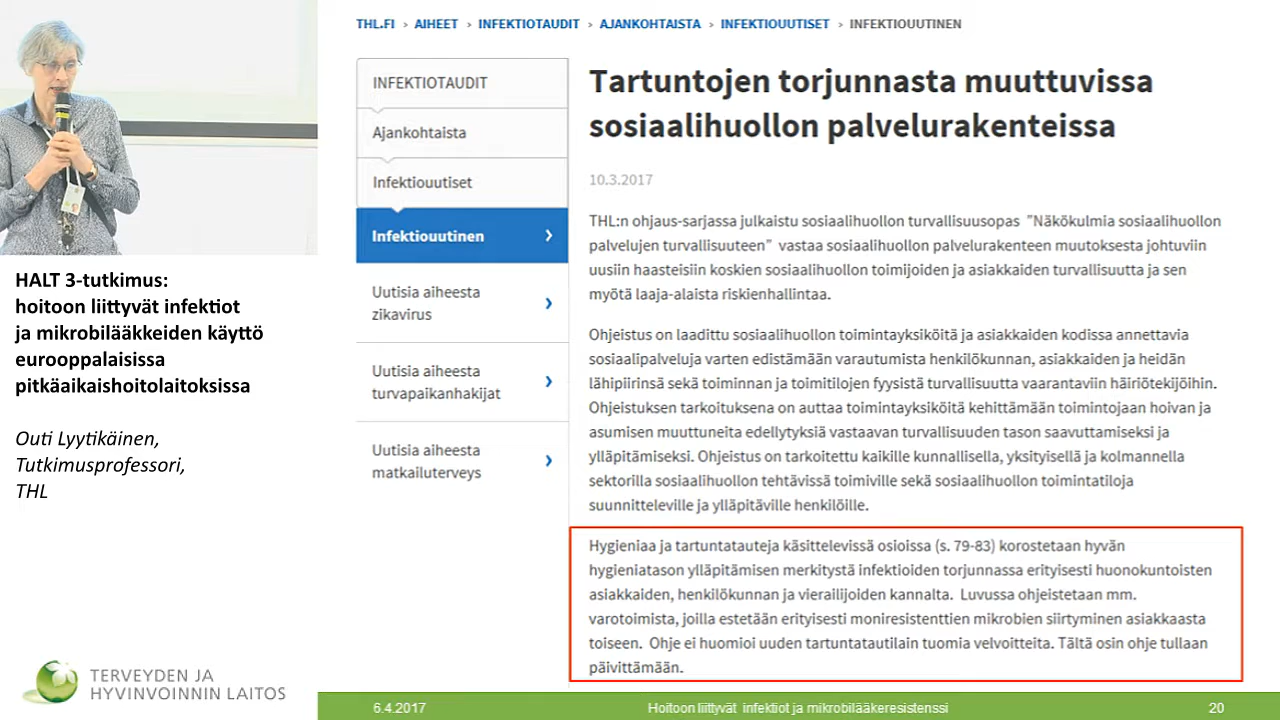 THL.FI › AIHEET › INFEKTIOTAUDIT › AJANKOHTAISTA › INFEKTIOUUTISET › INFEKTIOUUTINEN
INFEKTIOTAUDIT
Ajankohtaista
Infektiouutiset
Infektiouutinen
Uutisia aiheesta
zikavirus
Uutisia aiheesta
turvapaikanhakijat
Uutisia aiheesta
matkailuterveys
Tartuntojen torjunnasta muuttuvissa
sosiaalihuollon palvelurakenteissa
10.3.2017
THL:n ohjaus-sarjassa julkaistu sosiaalihuollon turvallisuusopas ”Näkökulmia sosiaalihuollon
palvelujen turvallisuuteen” vastaa sosiaalihuollon palvelurakenteen muutoksesta johtuviin
uusiin haasteisiin koskien sosiaalihuollon toimijoiden ja asiakkaiden turvallisuutta ja sen
myötä laaja-alaista riskienhallintaa.
Ohjeistus on laadittu sosiaalihuollon toimintayksiköitä ja asiakkaiden kodissa annettavia
sosiaalipalveluja varten edistämään varautumista henkilökunnan, asiakkaiden ja heidän
lähipiirinsä sekä toiminnan ja toimitilojen fyysistä turvallisuutta vaarantaviin häiriötekijöihin.
Ohjeistuksen tarkoituksena on auttaa toimintayksiköitä kehittämään toimintojaan hoivan ja
asumisen muuttuneita edellytyksiä vastaavan turvallisuuden tason saavuttamiseksi ja
ylläpitämiseksi. Ohjeistus on tarkoitettu kaikille kunnallisella, yksityisellä ja kolmannella
sektorilla sosiaalihuollon tehtävissä toimiville sekä sosiaalihuollon toimintatiloja
suunnitteleville ja ylläpitäville henkilöille.
Hygieniaa ja tartuntatauteja käsittelevissä osioissa (s. 79-83) korostetaan hyvän
hygieniatason ylläpitämisen merkitystä infektioiden torjunnassa erityisesti huonokuntoisten
asiakkaiden, henkilökunnan ja vierailijoiden kannalta. Luvussa ohjeistetaan mm.
varotoimista, joilla estetään erityisesti moniresistenttien mikrobien siirtyminen asiakkaasta
toiseen. Ohje ei huomioi uuden tartuntatautilain tuomia velvoitteita. Tältä osin ohje tullaan
päivittämään.
HALT 3-tutkimus:
hoitoon liittyvät infektiot
ja mikrobilääkkeiden käyttö
eurooppalaisissa
pitkäaikaishoitolaitoksissa
Outi Lyytikäinen,
Tutkimusprofessori,
THL
TERVEYDEN JA
HYVINVOINNIN LAITOS
6.4.2017 Hoitoon liittyvät infektiot ja mikrobilääkeresistenssi 20